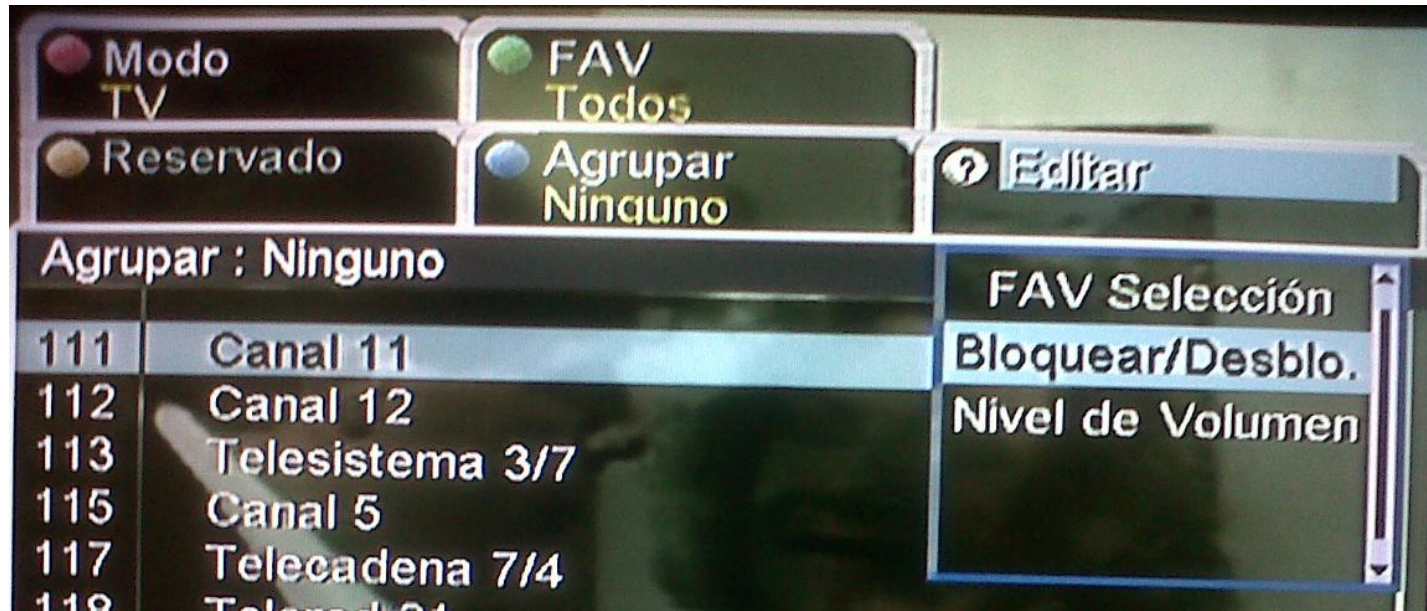 Modo
TV
FAV
Todos
Reservado
Agrupar
Ninguno
? Editar
Agrupar : Ninguno
FAV Selección
Bloquear/Desblo.
Nivel de Volumen
111 Canal 11
112 Canal 12
113 Telesistema 3/7
115 Canal 5
117 Telecadena 7/4
118